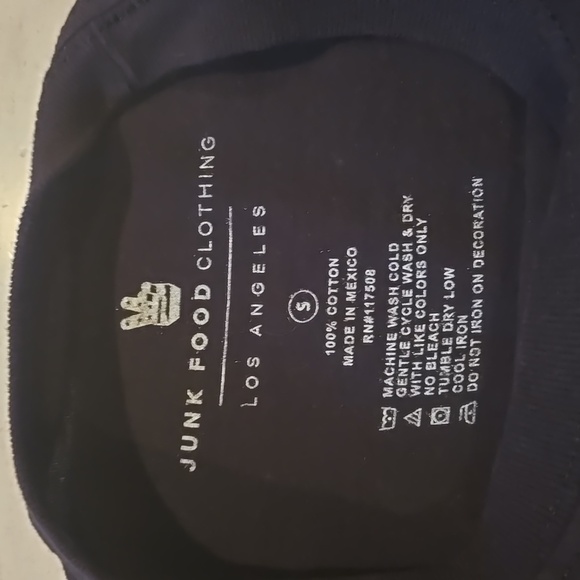 JUNK FOOD CLOTHING
LOS ANGELES
S
100% COTTON
MADE IN MEXICO
RN#117508
MACHINE WASH COLD
GENTLE CYCLE WASH & DRY
WITH LIKE COLORS ONLY
NO BLEACH
TUMBLE DRY LOW
COOL IRON
DO NOT IRON ON DECORATION